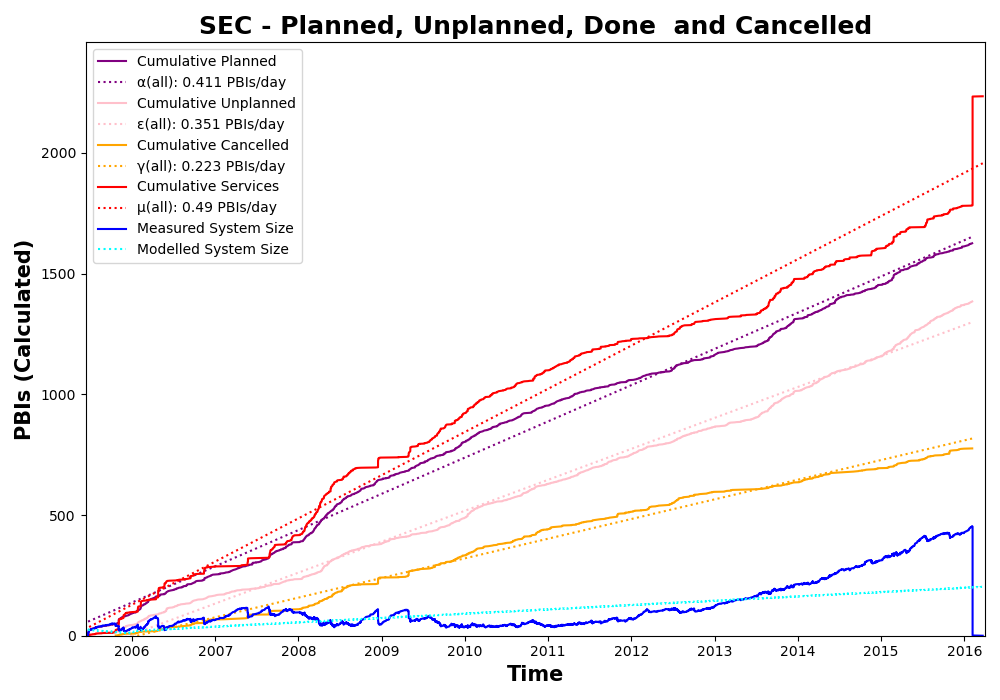 SEC - Planned, Unplanned, Done  and Cancelled
Cumulative Planned
α(all): 0.411 PBIs/day
Cumulative Unplanned
ε(all): 0.351 PBIs/day
Cumulative Cancelled
γ(all): 0.223 PBIs/day
Cumulative Services
μ(all): 0.49 PBIs/day
Measured System Size
Modelled System Size
PBIs (Calculated)
2000
1500
1000
500
0
2006 2007 2008 2009 2010 2011 2012 2013 2014 2015 2016
Time